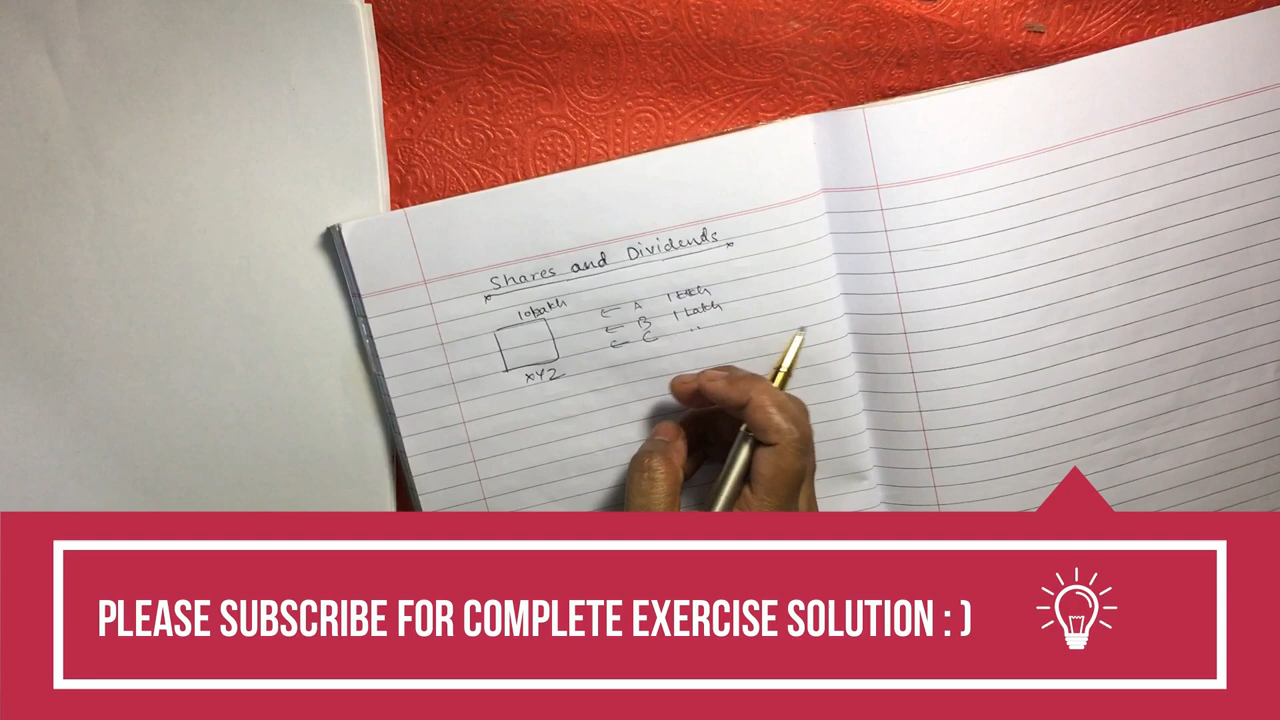 Shares and Dividends
10 lakh
← A 1 lakh
← B 1 lakh
← C "
XYZ
PLEASE SUBSCRIBE FOR COMPLETE EXERCISE SOLUTION : )